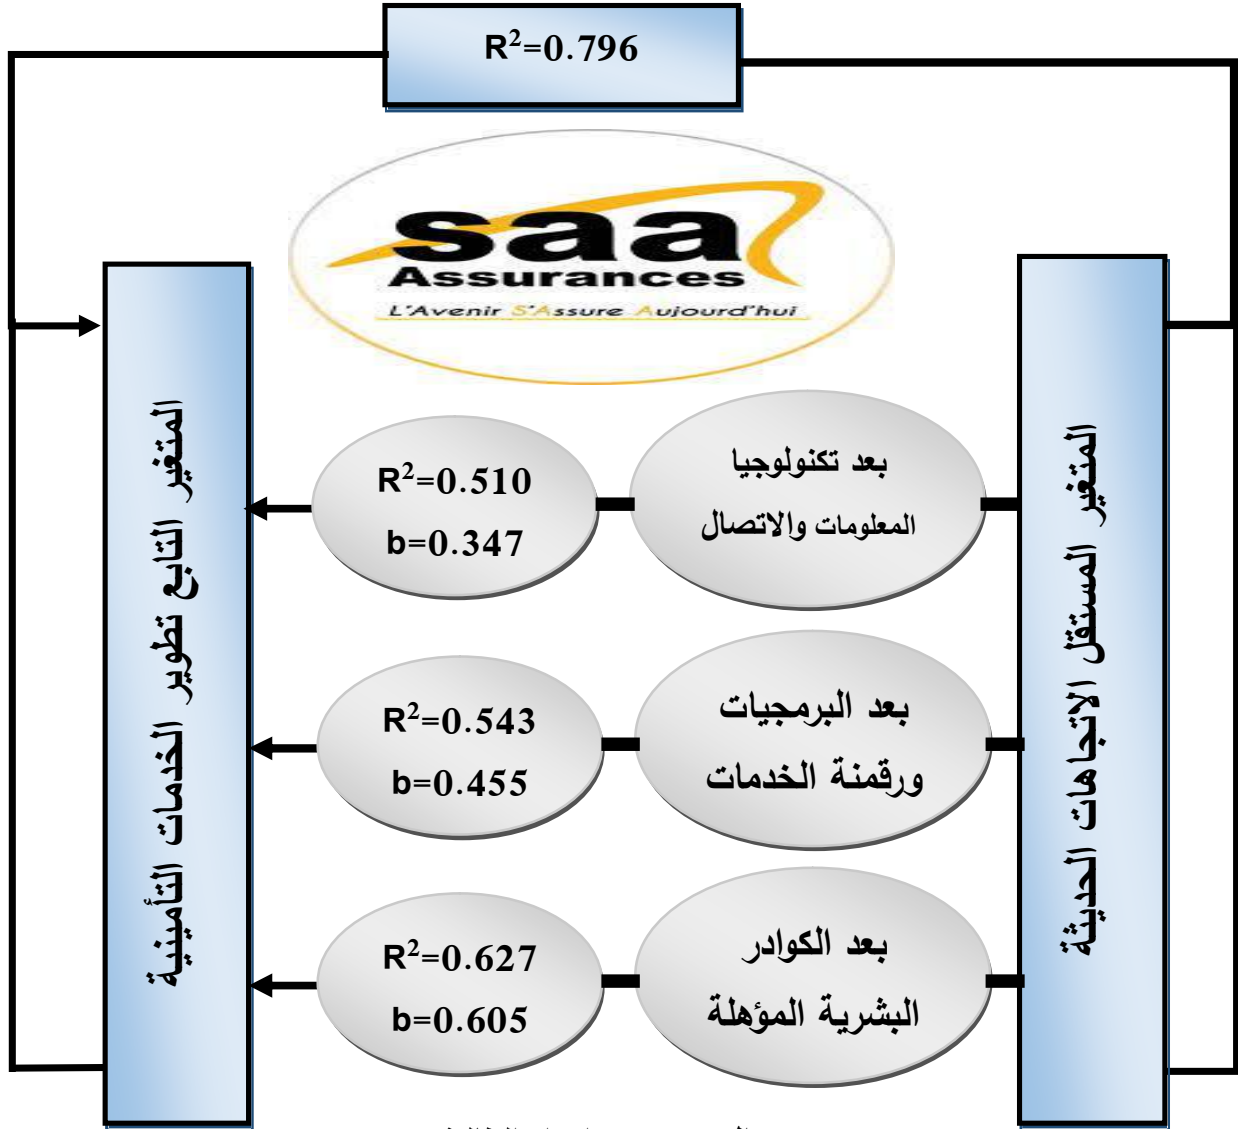 R²=0.796
saa
Assurances
L'Avenir S'Assure Aujourd'hui
المتغير المستقل الاتجاهات الحديثة
بعد تكنولوجيا
المعلومات والاتصال
R²=0.510
b=0.347
بعد البرمجيات
ورقمنة الخدمات
R²=0.543
b=0.455
بعد الكوادر
البشرية المؤهلة
R²=0.627
b=0.605
المتغير التابع تطوير الخدمات التأمينية